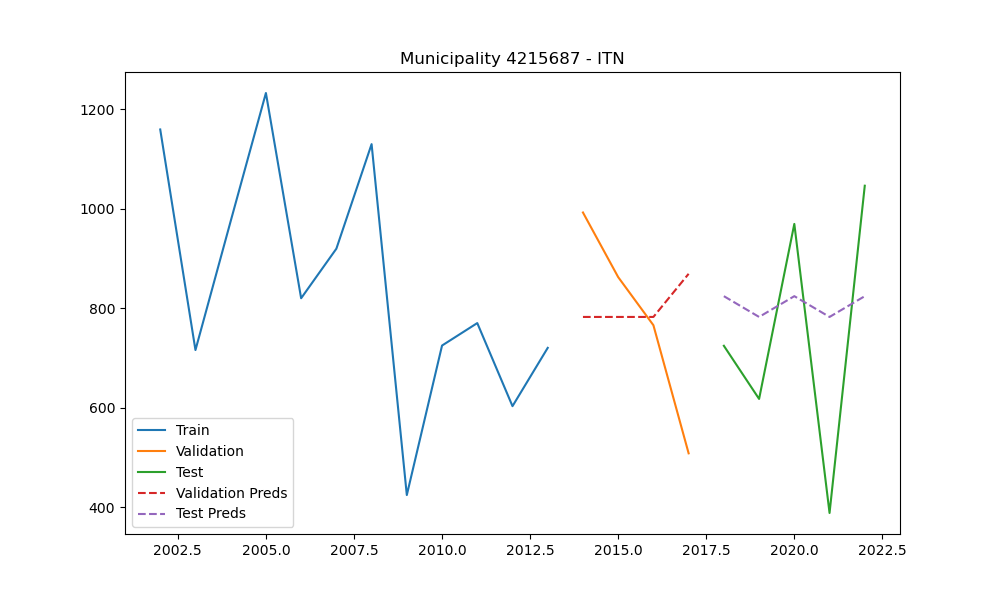 Municipality 4215687 - ITN
1200
1000
800
600
400
Train
Validation
Test
Validation Preds
Test Preds
2002.5 2005.0 2007.5 2010.0 2012.5 2015.0 2017.5 2020.0 2022.5